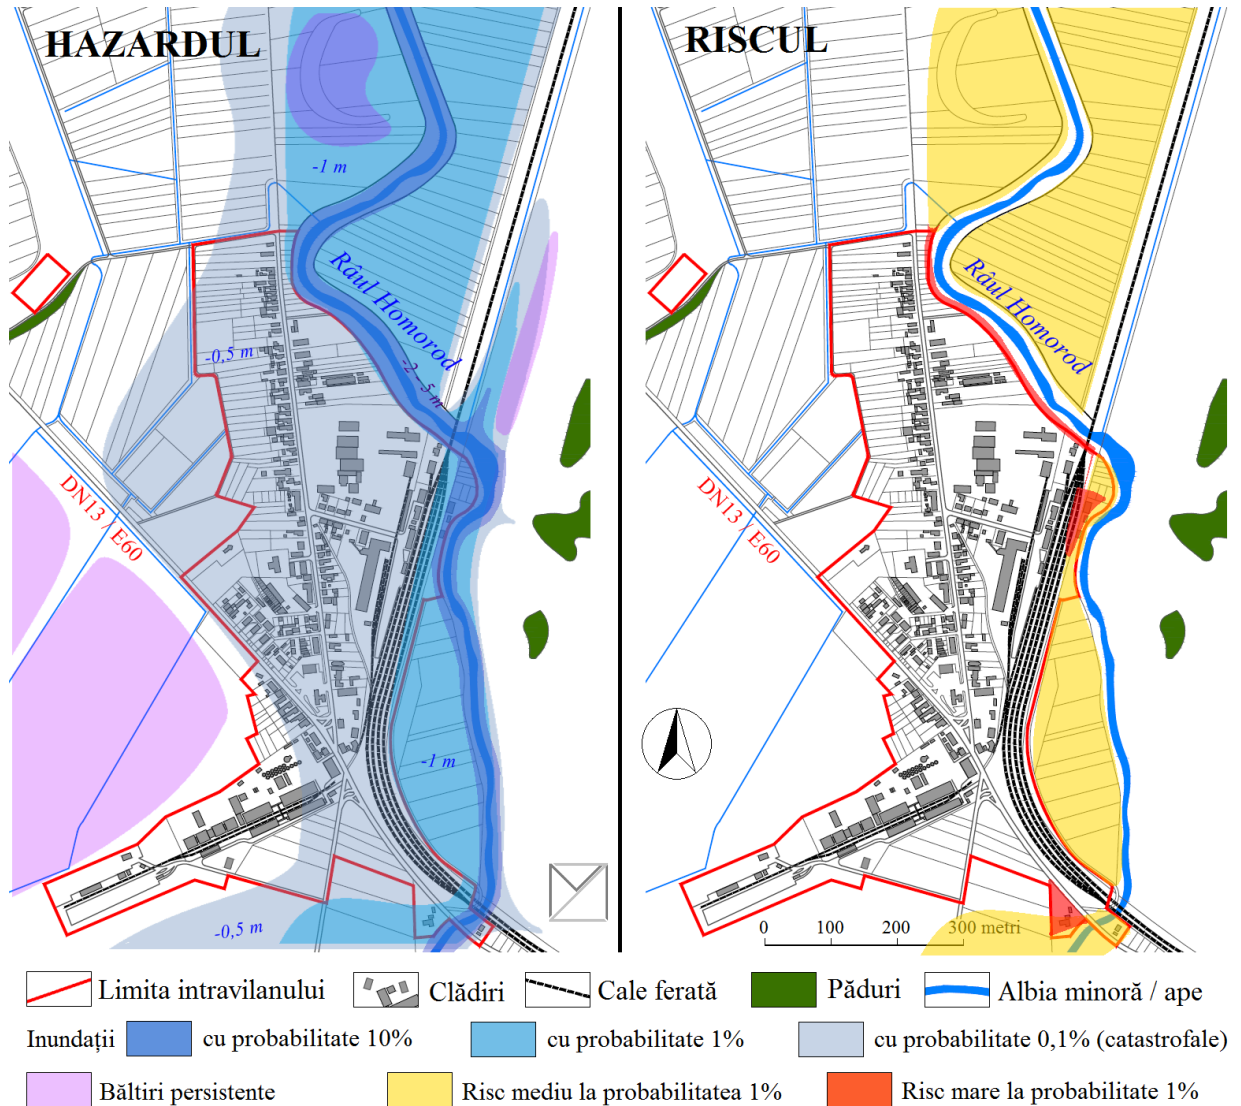 HAZARDUL
-1 m
Râul Homorod
-0,5 m
-2 - 5 m
DN13 / E60
-1 m
-0,5 m
RISCUL
Râul Homorod
DN13 / E60
0 100 200 300 metri
Limita intravilanului Clădiri Cale ferată Păduri Albia minoră / ape
Inundații cu probabilitate 10% cu probabilitate 1% cu probabilitate 0,1% (catastrofale)
Băltiri persistente Risc mediu la probabilitatea 1% Risc mare la probabilitate 1%